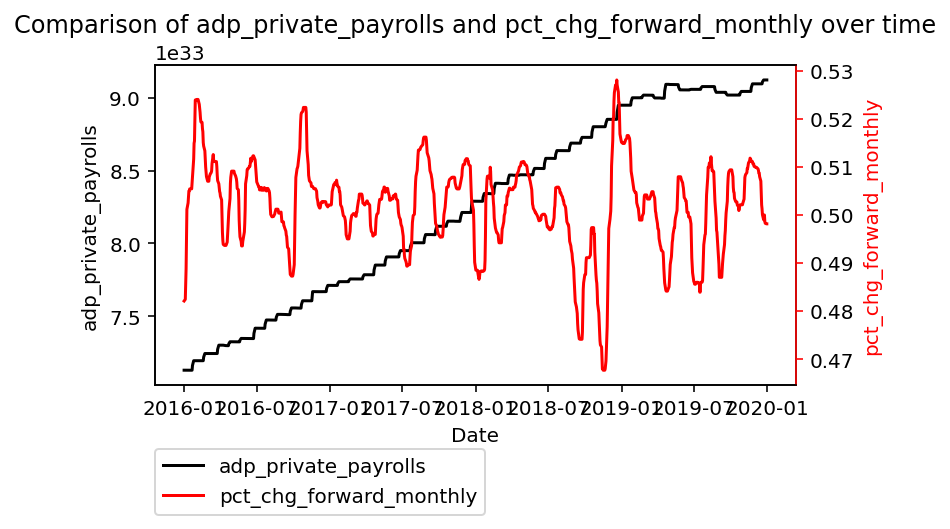 Comparison of adp_private_payrolls and pct_chg_forward_monthly over time
1e33
9.0
8.5
8.0
7.5
adp_private_payrolls
0.53
0.52
0.51
0.50
0.49
0.48
0.47
pct_chg_forward_monthly
2016-01 2016-07 2017-01 2017-07 2018-01 2018-07 2019-01 2019-07 2020-01
Date
adp_private_payrolls
pct_chg_forward_monthly